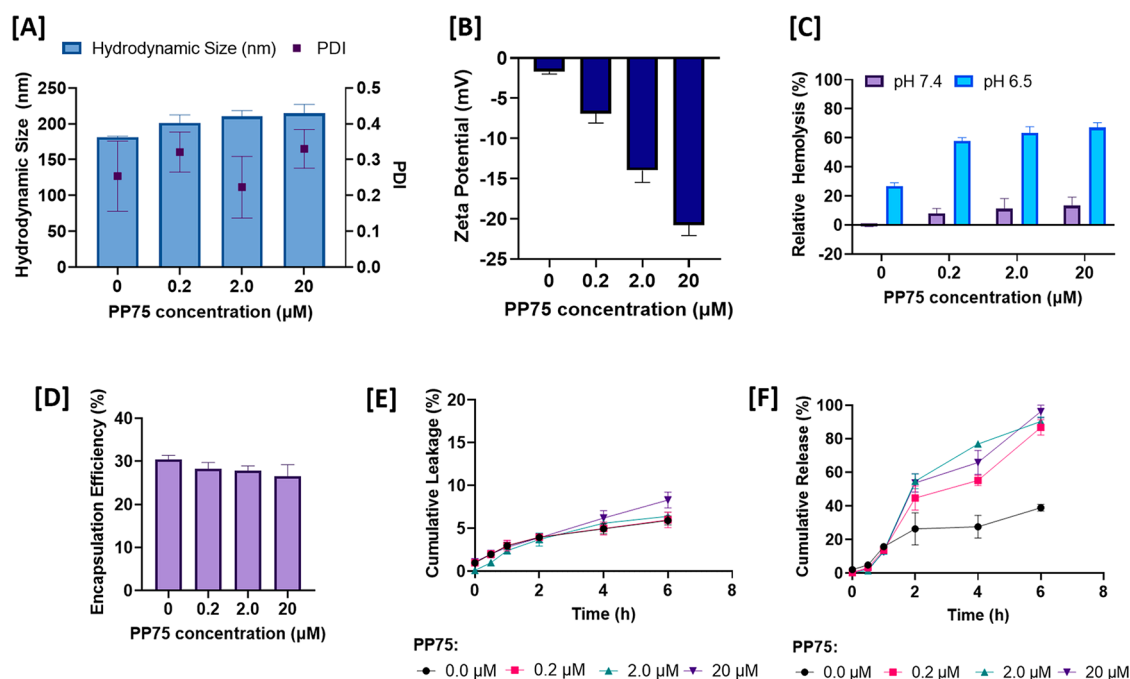 [A]
Hydrodynamic Size (nm) PDI
Hydrodynamic Size (nm)
250
200
150
100
50
0
0.5
0.4
0.3
0.2
0.1
0.0
PDI
0 0.2 2.0 20
PP75 concentration (µM)
[B]
Zeta Potential (mV)
0
-5
-10
-15
-20
-25
0 0.2 2.0 20
PP75 concentration (µM)
[C]
pH 7.4 pH 6.5
Relative Hemolysis (%)
100
80
60
40
20
0
-20
0 0.2 2.0 20
PP75 concentration (µM)
[D]
Encapsulation Efficiency (%)
40
30
20
10
0
0 0.2 2.0 20
PP75 concentration (µM)
[E]
Cumulative Leakage (%)
20
15
10
5
0
0 2 4 6 8
Time (h)
PP75:
0.0 µM 0.2 µM 2.0 µM 20 µM
[F]
Cumulative Release (%)
100
80
60
40
20
0
0 2 4 6 8
Time (h)
PP75:
0.0 µM 0.2 µM 2.0 µM 20 µM